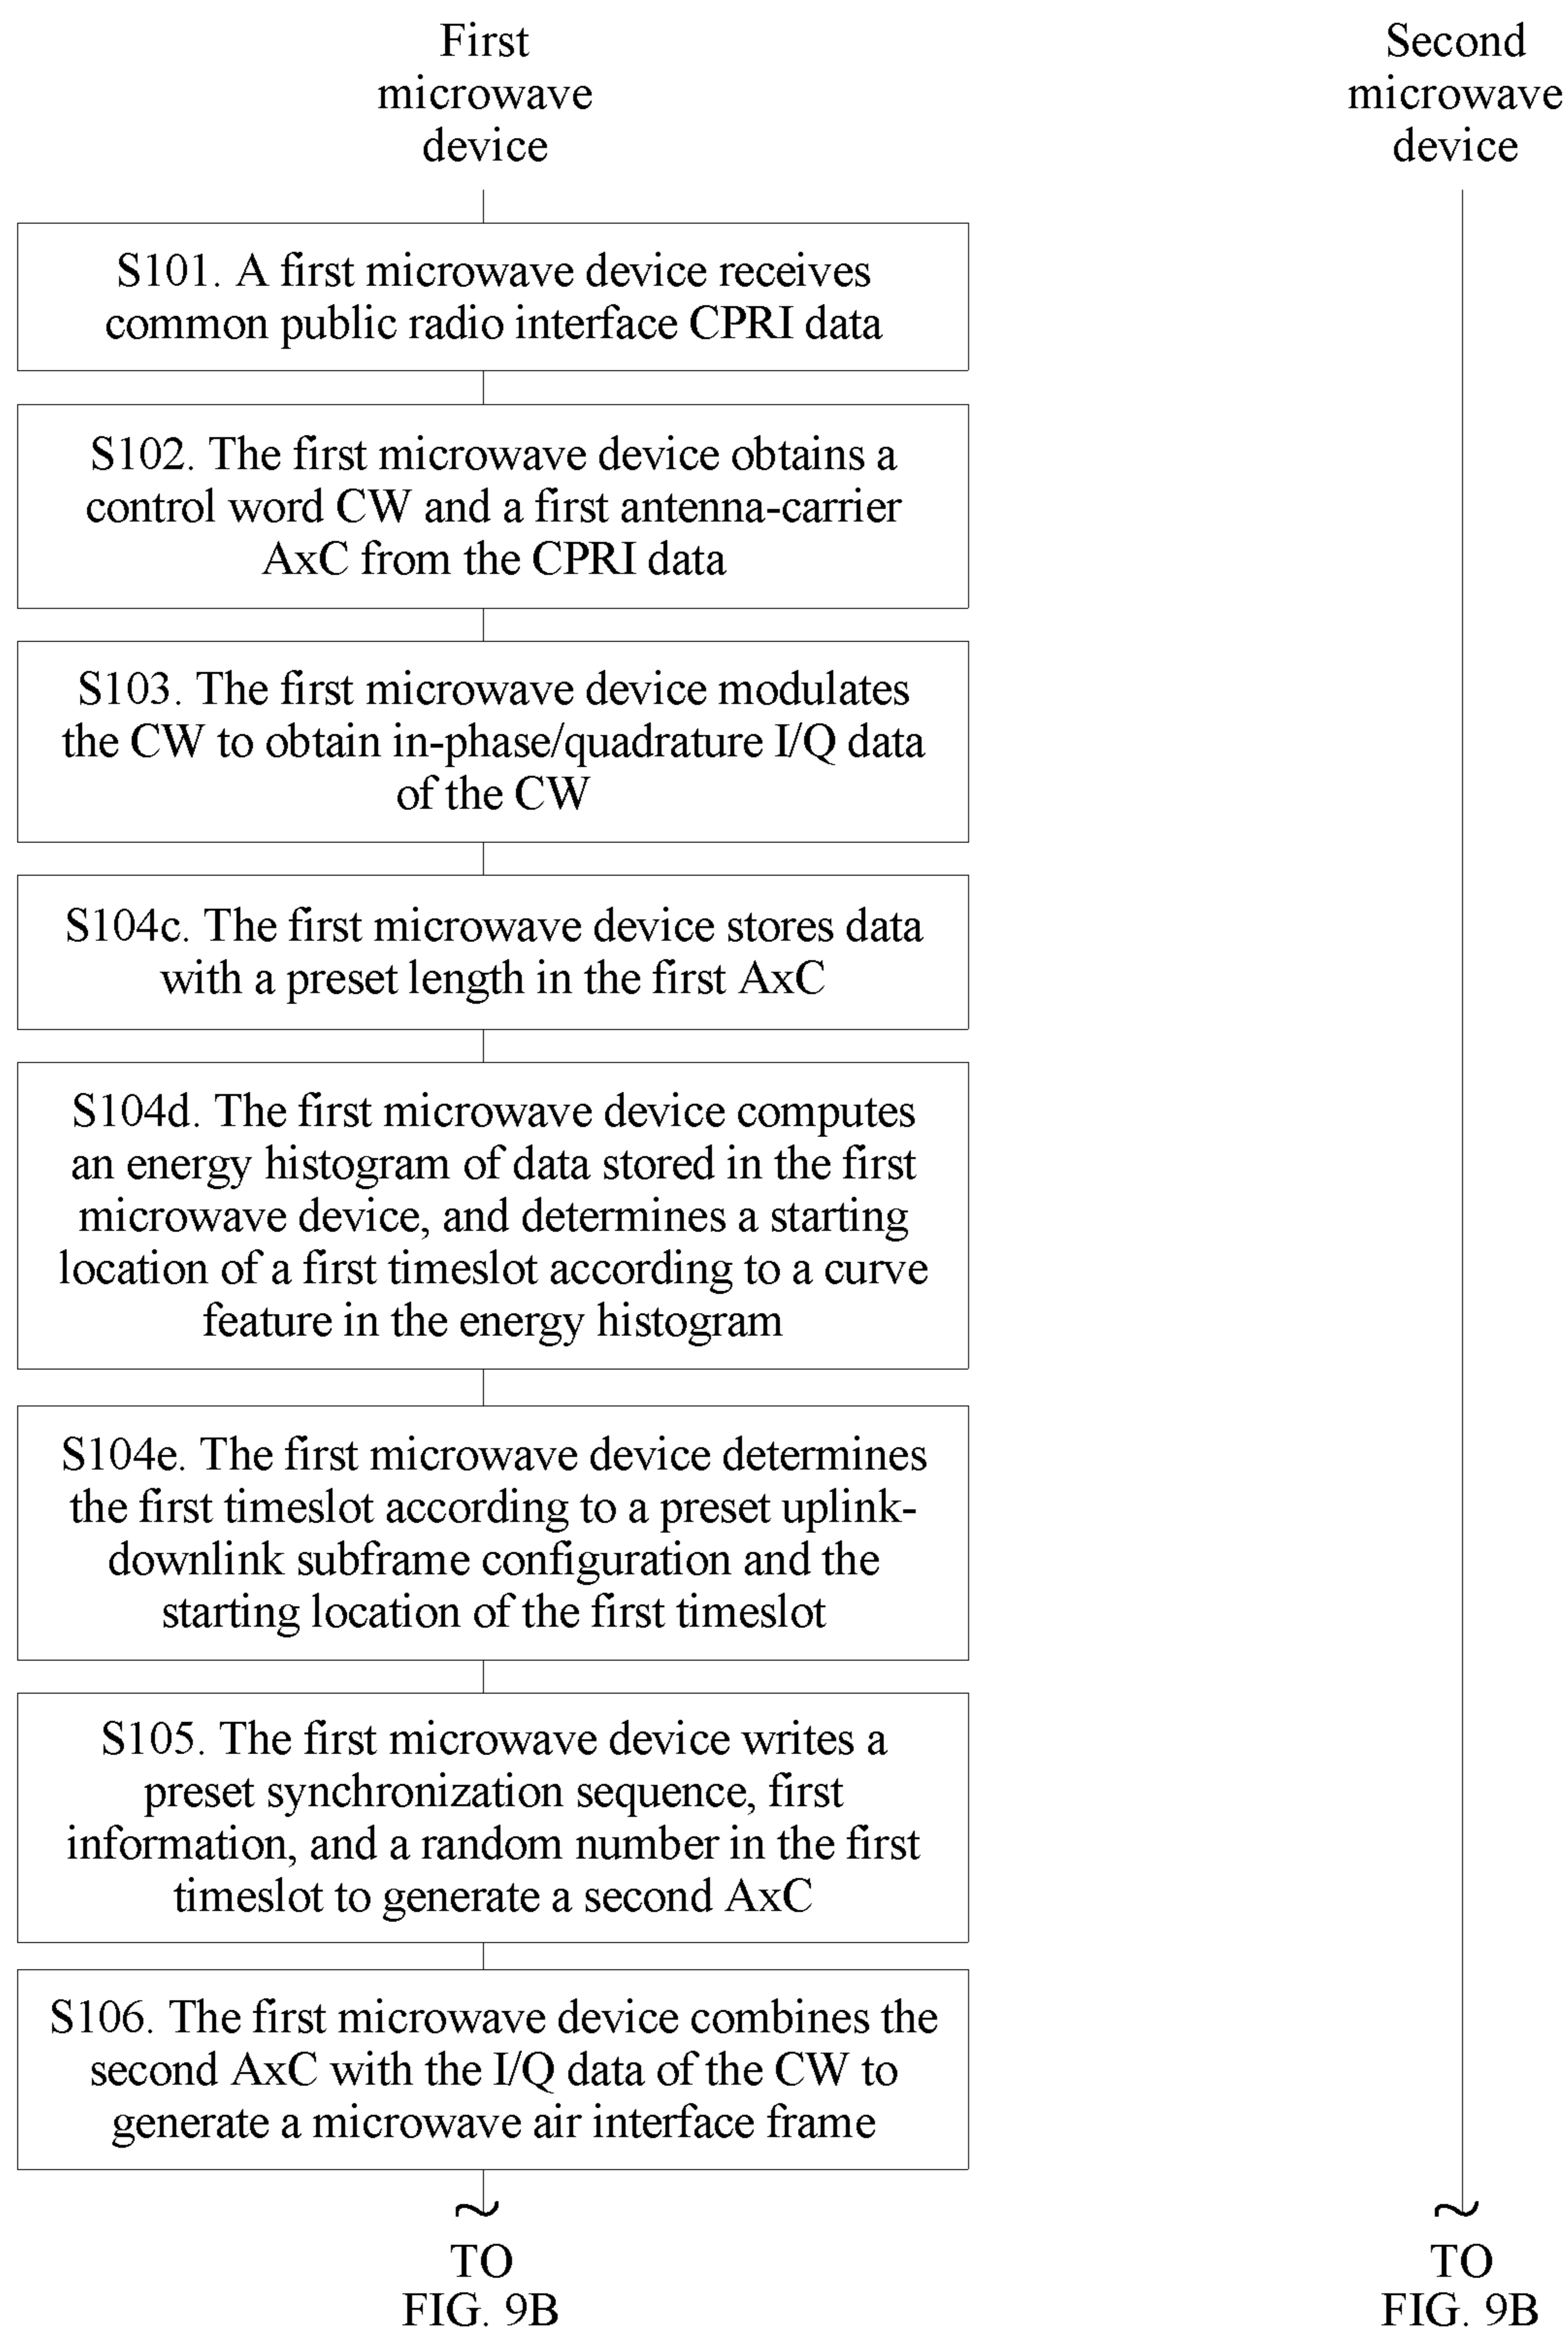 First
microwave
device
Second
microwave
device
S101. A first microwave device receives
common public radio interface CPRI data
S102. The first microwave device obtains a
control word CW and a first antenna-carrier
AxC from the CPRI data
S103. The first microwave device modulates
the CW to obtain in-phase/quadrature I/Q data
of the CW
S104c. The first microwave device stores data
with a preset length in the first AxC
S104d. The first microwave device computes
an energy histogram of data stored in the first
microwave device, and determines a starting
location of a first timeslot according to a curve
feature in the energy histogram
S104e. The first microwave device determines
the first timeslot according to a preset uplink-
downlink subframe configuration and the
starting location of the first timeslot
S105. The first microwave device writes a
preset synchronization sequence, first
information, and a random number in the first
timeslot to generate a second AxC
S106. The first microwave device combines the
second AxC with the I/Q data of the CW to
generate a microwave air interface frame
TO
FIG. 9B
TO
FIG. 9B